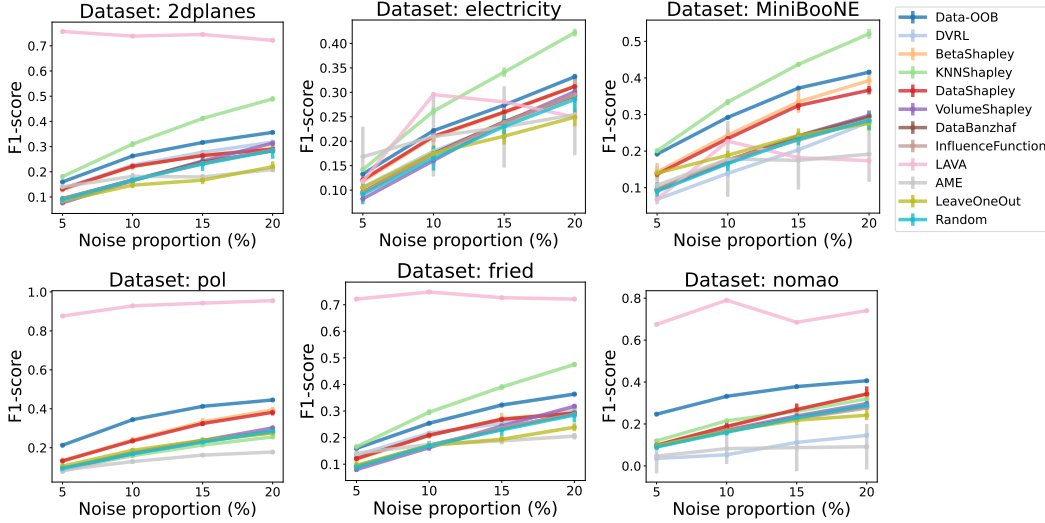 Dataset: 2dplanes
F1-score
0.7
0.6
0.5
0.4
0.3
0.2
0.1
5 10 15 20
Noise proportion (%)
Dataset: electricity
F1-score
0.40
0.35
0.30
0.25
0.20
0.15
0.10
5 10 15 20
Noise proportion (%)
Dataset: MiniBooNE
F1-score
0.5
0.4
0.3
0.2
0.1
5 10 15 20
Noise proportion (%)
Data-OOB
DVRL
BetaShapley
KNNShapley
DataShapley
VolumeShapley
DataBanzhaf
InfluenceFunction
LAVA
AME
LeaveOneOut
Random
Dataset: pol
F1-score
1.0
0.8
0.6
0.4
0.2
5 10 15 20
Noise proportion (%)
Dataset: fried
F1-score
0.7
0.6
0.5
0.4
0.3
0.2
0.1
5 10 15 20
Noise proportion (%)
Dataset: nomao
F1-score
0.8
0.6
0.4
0.2
0.0
5 10 15 20
Noise proportion (%)